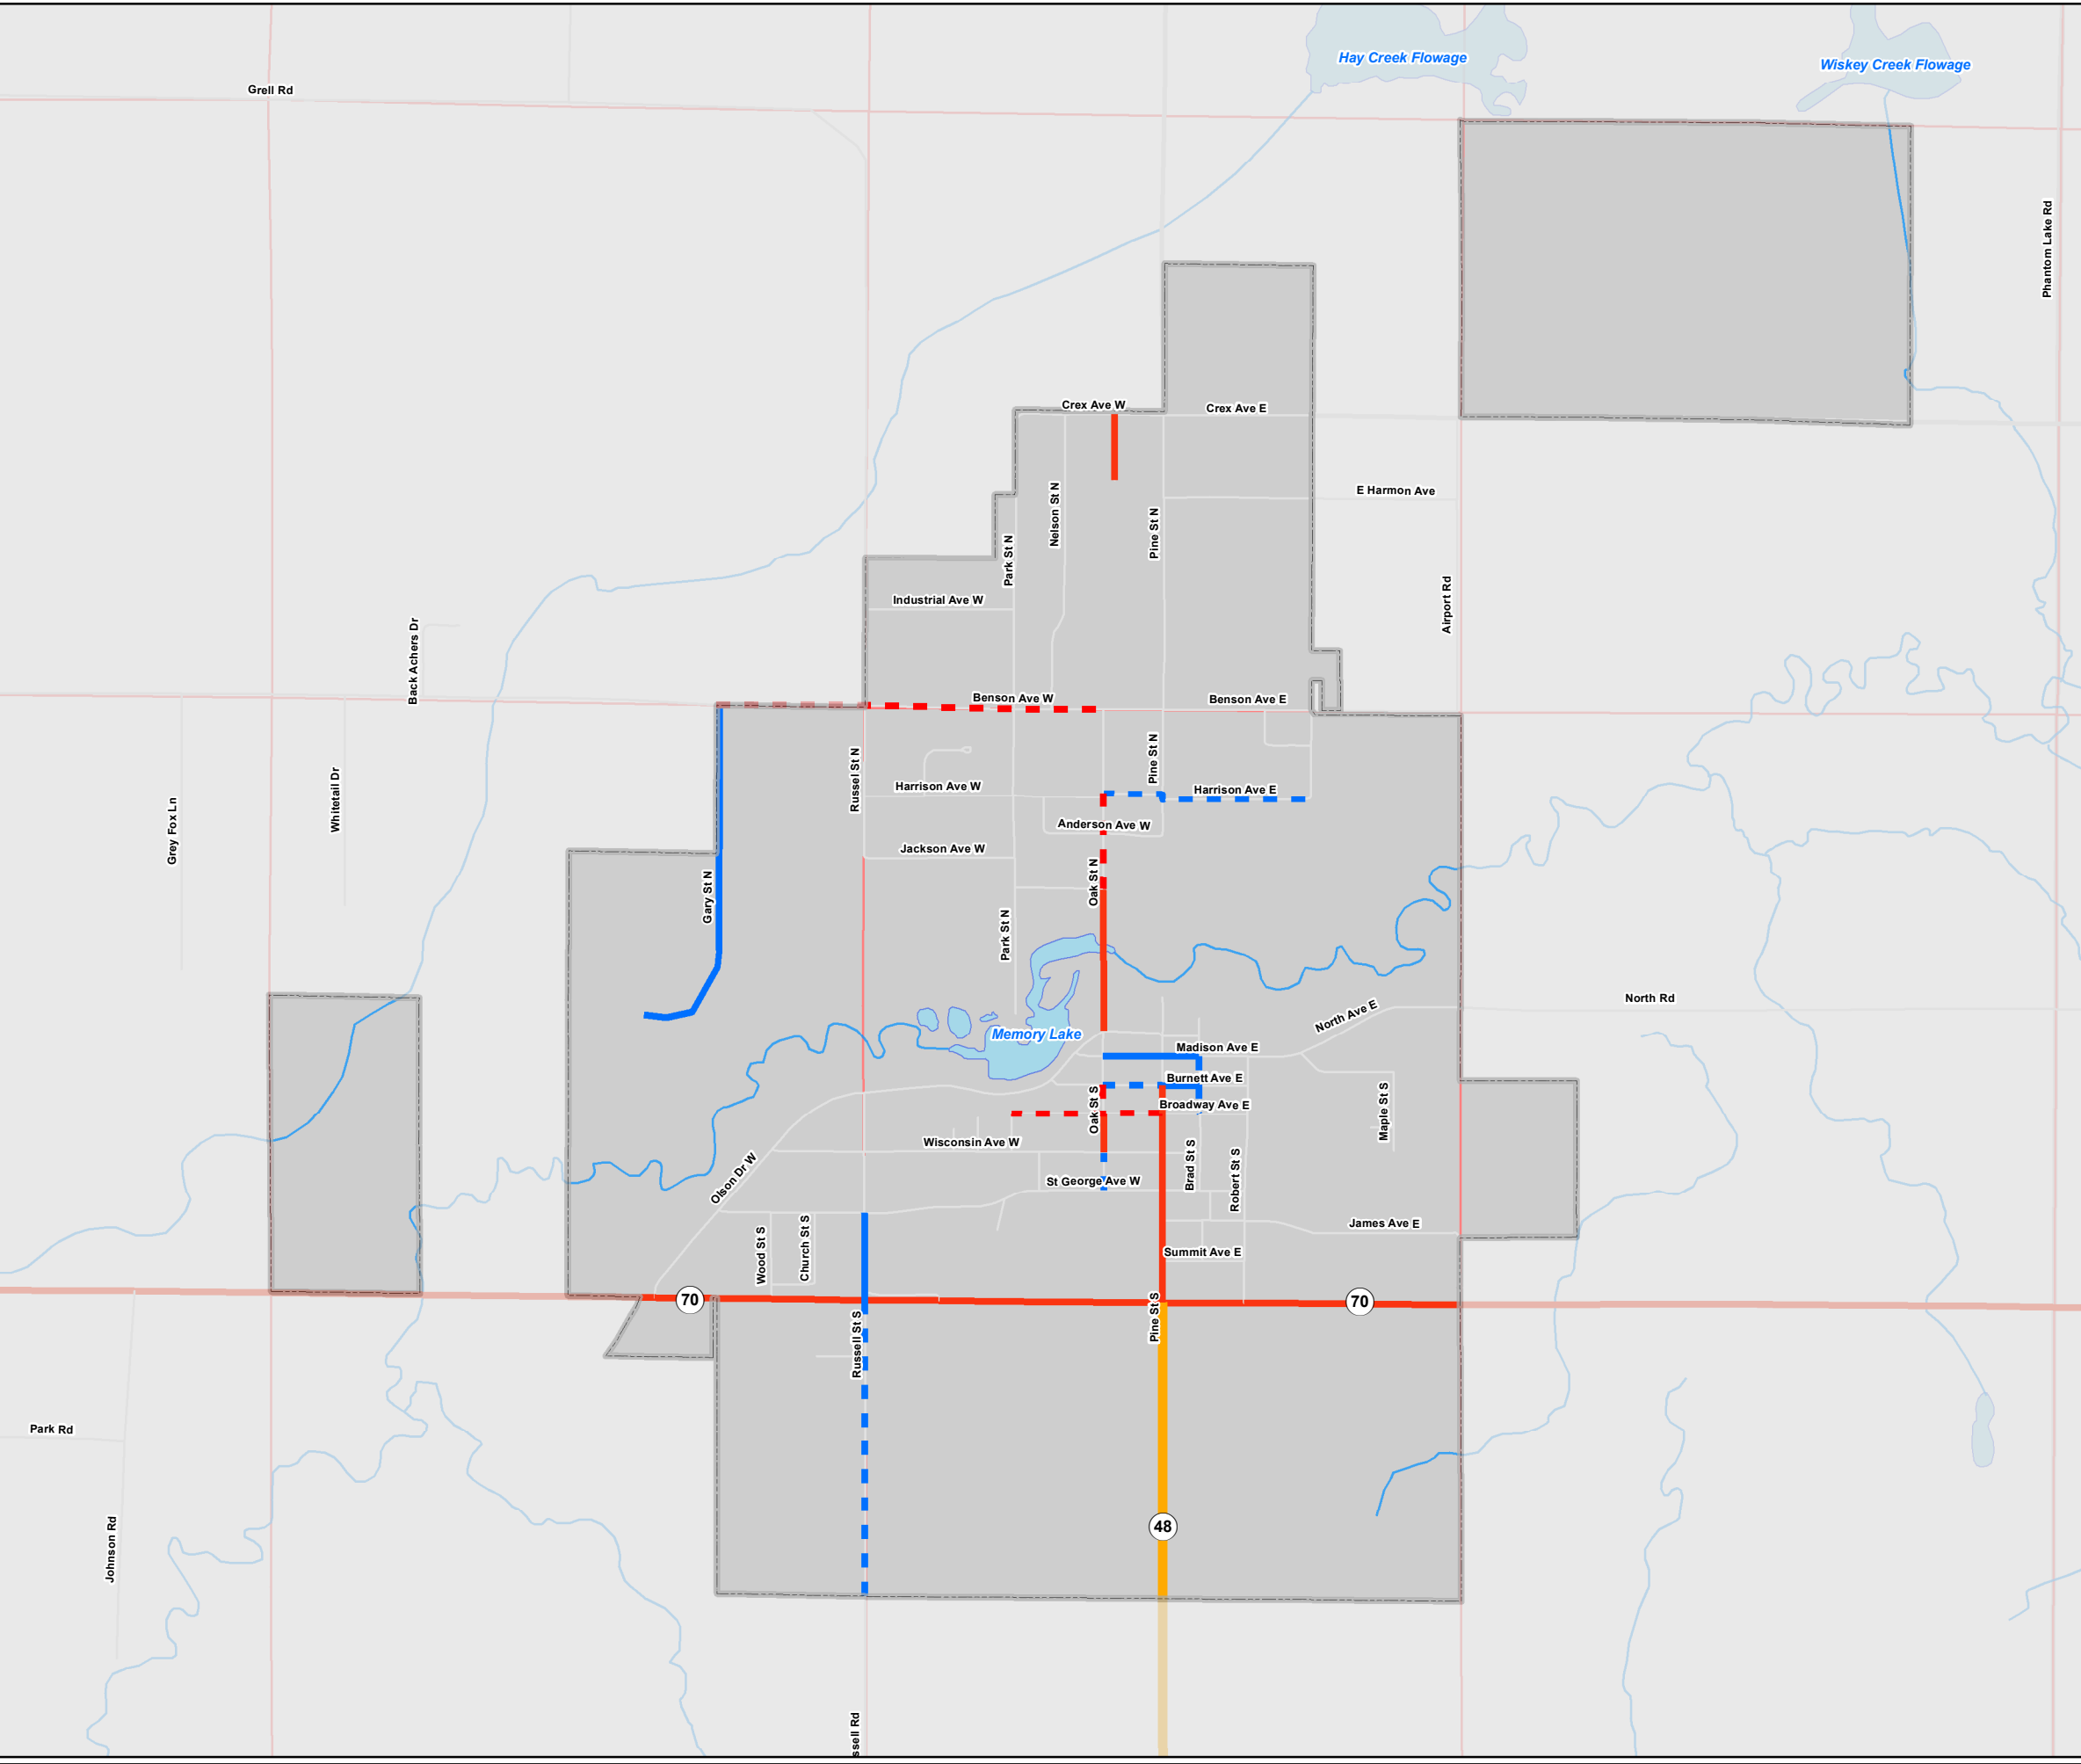 Hay Creek Flowage
Wiskey Creek Flowage
Grell Rd
Phantom Lake Rd
Crex Ave W
Crex Ave E
E Harmon Ave
Nelson St N
Pine St N
Park St N
Industrial Ave W
Airport Rd
Back Achers Dr
Benson Ave W
Benson Ave E
Russel St N
Pine St N
Harrison Ave W
Harrison Ave E
Whitetail Dr
Grey Fox Ln
Anderson Ave W
Jackson Ave W
Oak St N
Gary St N
Park St N
North Rd
North Ave E
Memory Lake
Madison Ave E
Burnett Ave E
Broadway Ave E
Oak St S
Maple St S
Wisconsin Ave W
Brad St S
Robert St S
Olson Dr W
St George Ave W
James Ave E
Wood St S
Church St S
Summit Ave E
70
70
Pine St S
Russell St S
Park Rd
48
Johnson Rd
ssell Rd